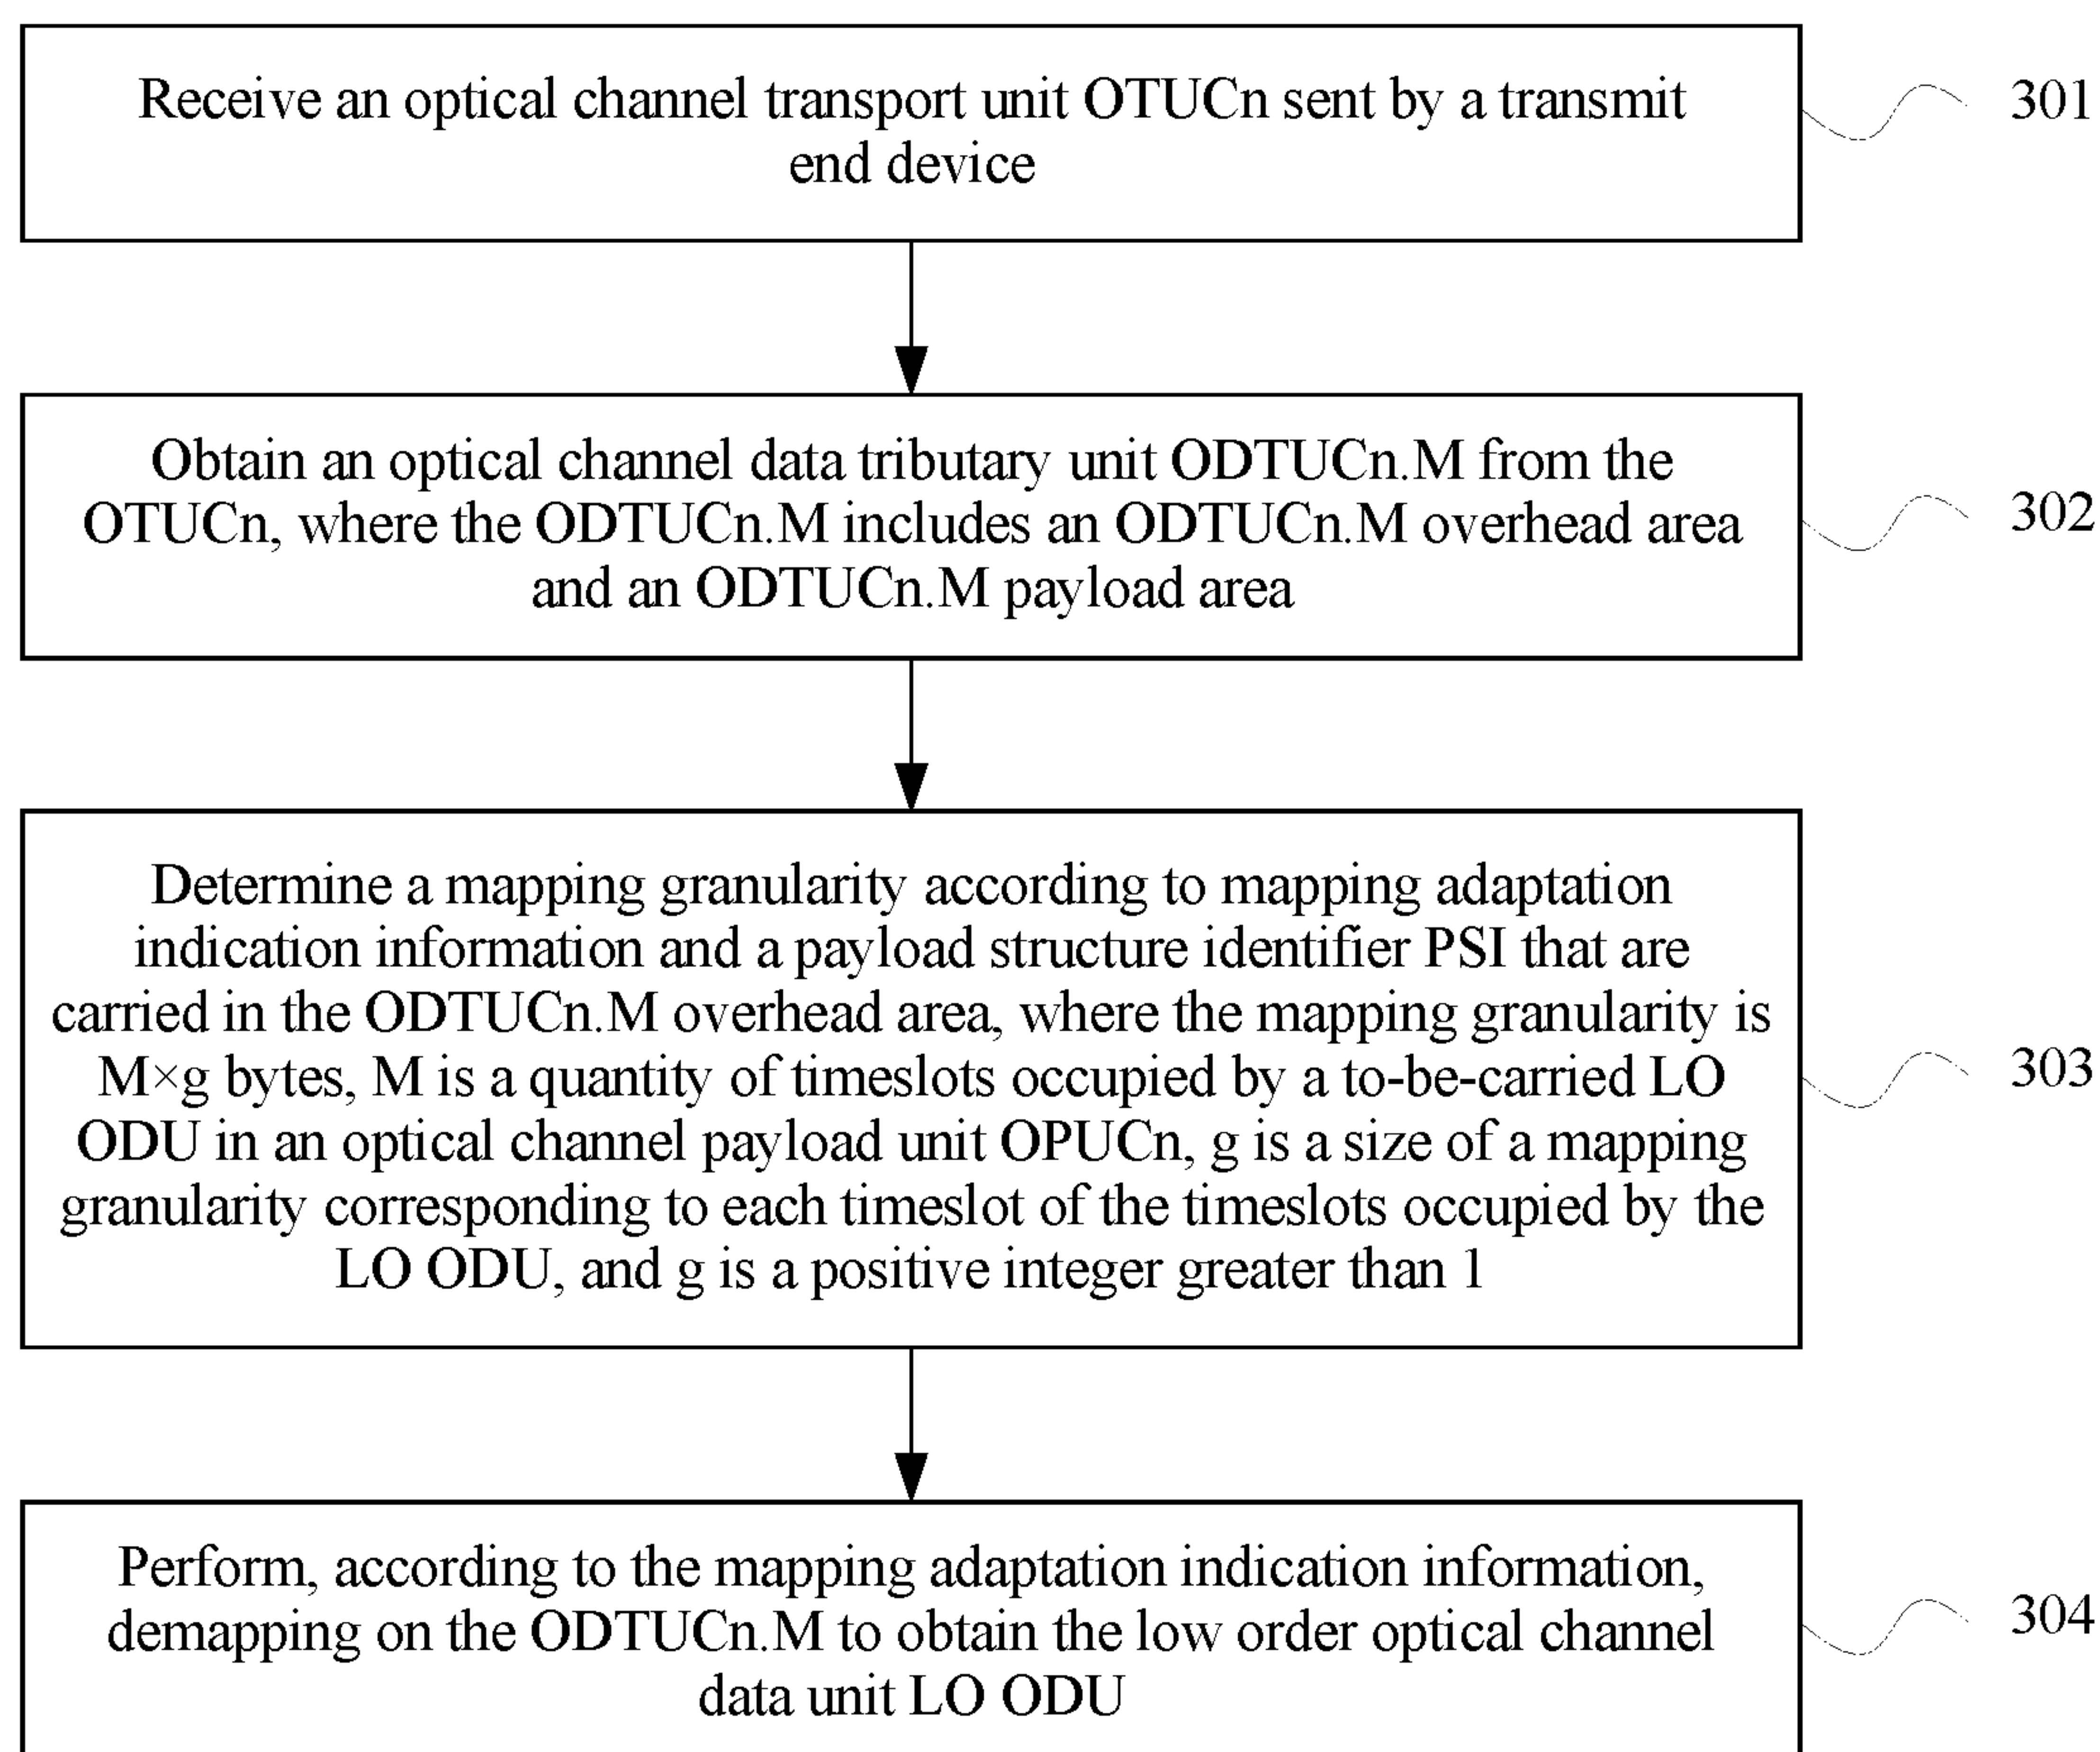 Receive an optical channel transport unit OTUCn sent by a transmit
end device
301
Obtain an optical channel data tributary unit ODTUCn.M from the
OTUCn, where the ODTUCn.M includes an ODTUCn.M overhead area
and an ODTUCn.M payload area
302
Determine a mapping granularity according to mapping adaptation
indication information and a payload structure identifier PSI that are
carried in the ODTUCn.M overhead area, where the mapping granularity is
M×g bytes, M is a quantity of timeslots occupied by a to-be-carried LO
ODU in an optical channel payload unit OPUCn, g is a size of a mapping
granularity corresponding to each timeslot of the timeslots occupied by the
LO ODU, and g is a positive integer greater than 1
303
Perform, according to the mapping adaptation indication information,
demapping on the ODTUCn.M to obtain the low order optical channel
data unit LO ODU
304